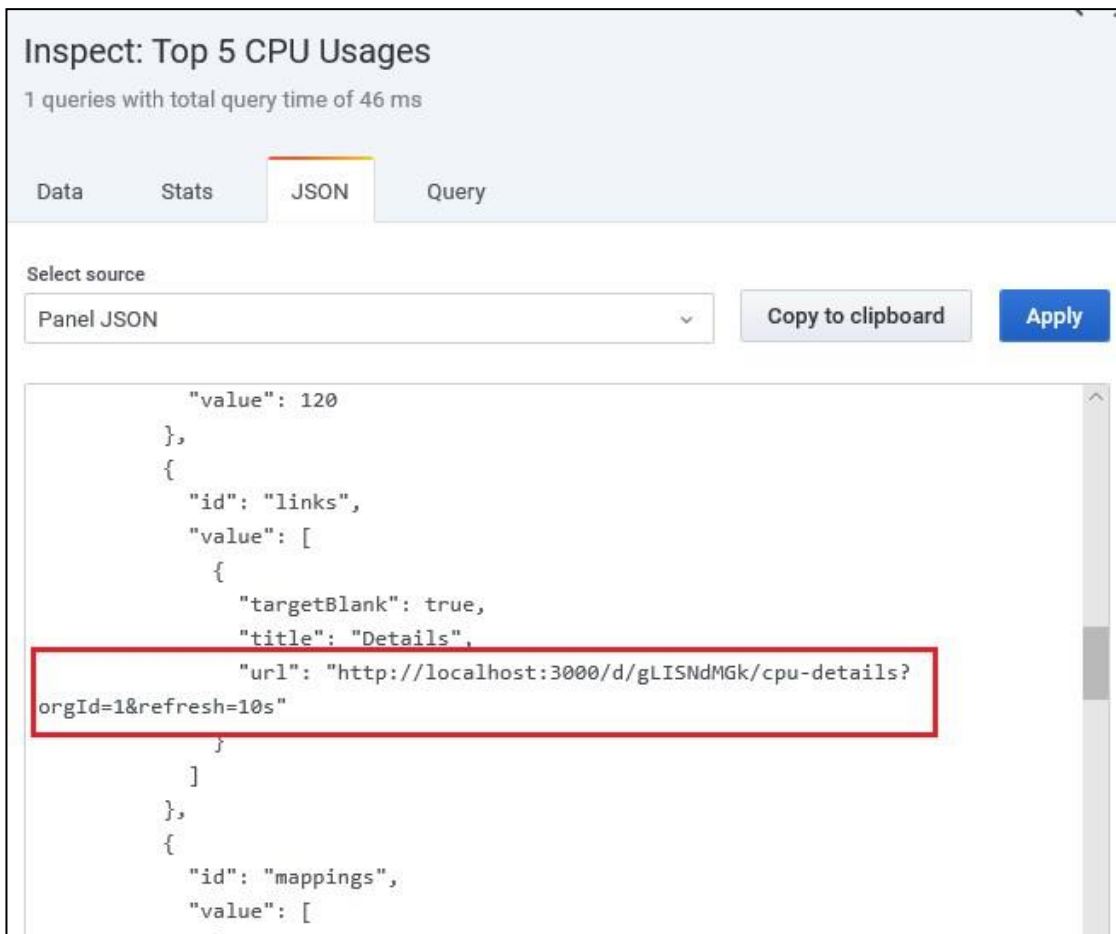 Inspect: Top 5 CPU Usages
1 queries with total query time of 46 ms
Data Stats JSON Query
Select source
Panel JSON Copy to clipboard Apply
"value": 120
},
{
"id": "links",
"value": [
{
"targetBlank": true,
"title": "Details",
"url": "http://localhost:3000/d/gLISNdMGk/cpu-details?
orgId=1&refresh=10s"
}
]
},
{
"id": "mappings",
"value": [